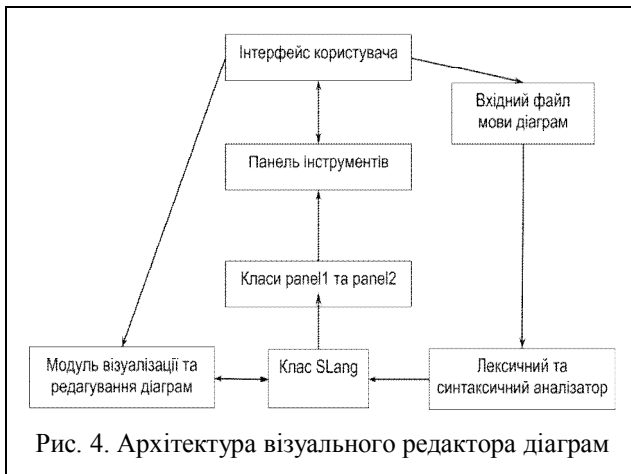 Інтерфейс користувача
Вхідний файл
мови діаграм
Панель інструментів
Класи panel1 та panel2
Модуль візуалізації та
редагування діаграм
Клас SLang
Лексичний та
синтаксичний аналізатор
Рис. 4. Архітектура візуального редактора діаграм